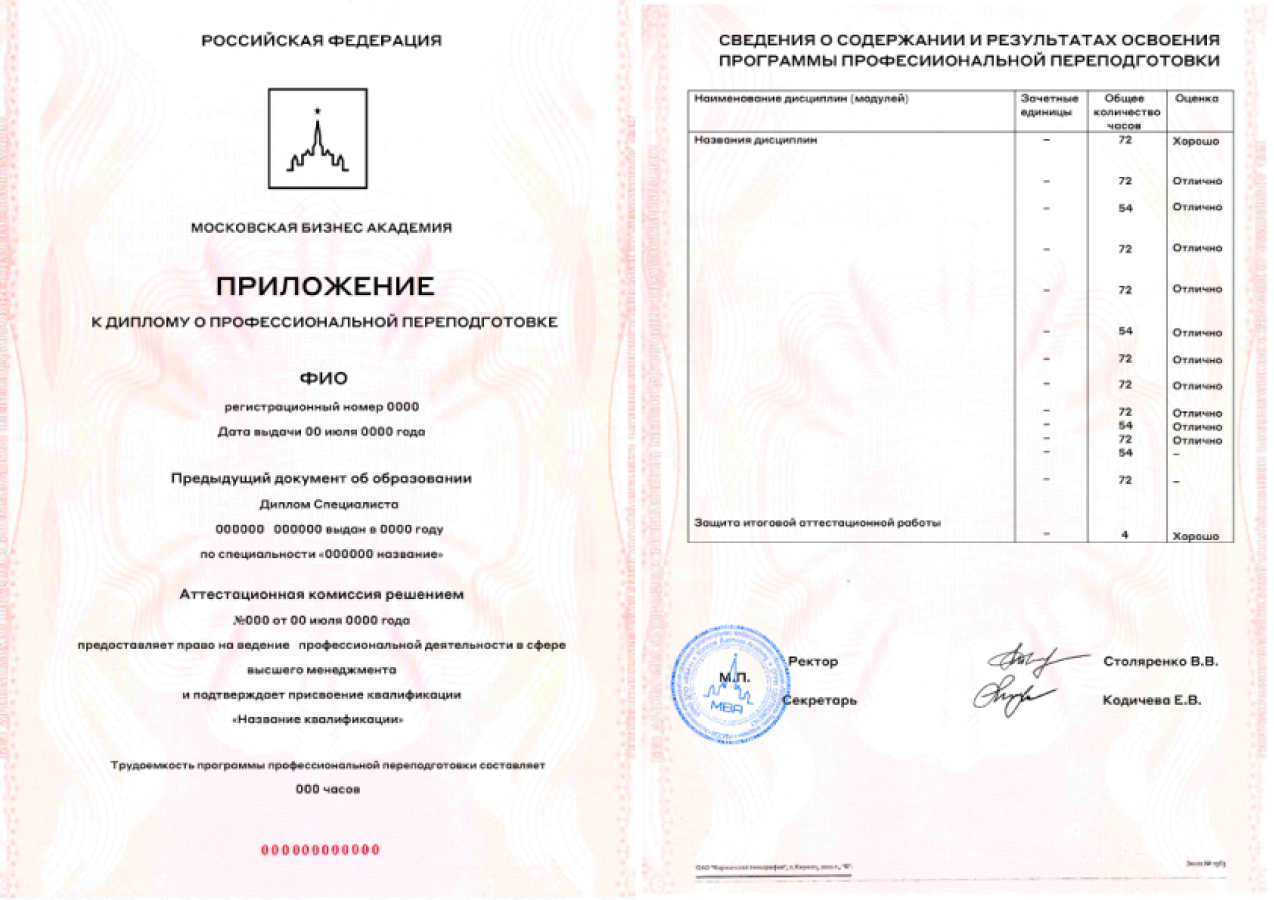 РОССИЙСКАЯ ФЕДЕРАЦИЯ
МОСКОВСКАЯ БИЗНЕС АКАДЕМИЯ
ПРИЛОЖЕНИЕ
К ДИПЛОМУ О ПРОФЕССИОНАЛЬНОЙ ПЕРЕПОДГОТОВКЕ
ФИО
регистрационный номер 0000
Дата выдачи 00 июля 0000 года
Предыдущий документ об образовании
Диплом Специалиста
000000 000000 выдан в 0000 году
по специальности «000000 название»
Аттестационная комиссия решением
№000 от 00 июля 0000 года
предоставляет право на ведение профессиональной деятельности в сфере
высшего менеджмента
и подтверждает присвоение квалификации
«Название квалификации»
Трудоемкость программы профессиональной переподготовки составляет
000 часов
000000000000
СВЕДЕНИЯ О СОДЕРЖАНИИ И РЕЗУЛЬТАТАХ ОСВОЕНИЯ
ПРОГРАММЫ ПРОФЕСИИОНАЛЬНОЙ ПЕРЕПОДГОТОВКИ
Наименование дисциплин (модулей) Зачетные единицы Общее количество часов Оценка
Названия дисциплин – 72 Хорошо
– 72 Отлично
– 54 Отлично
– 72 Отлично
– 72 Отлично
– 54 Отлично
– 72 Отлично
– 72 Отлично
– 72 Отлично
– 54 Отлично
– 72 Отлично
– 54 –
– 72 –
Защита итоговой аттестационной работы
– 4 Хорошо
Ректор Столяренко В.В.
М.П.
Секретарь Кодичева Е.В.
МВА